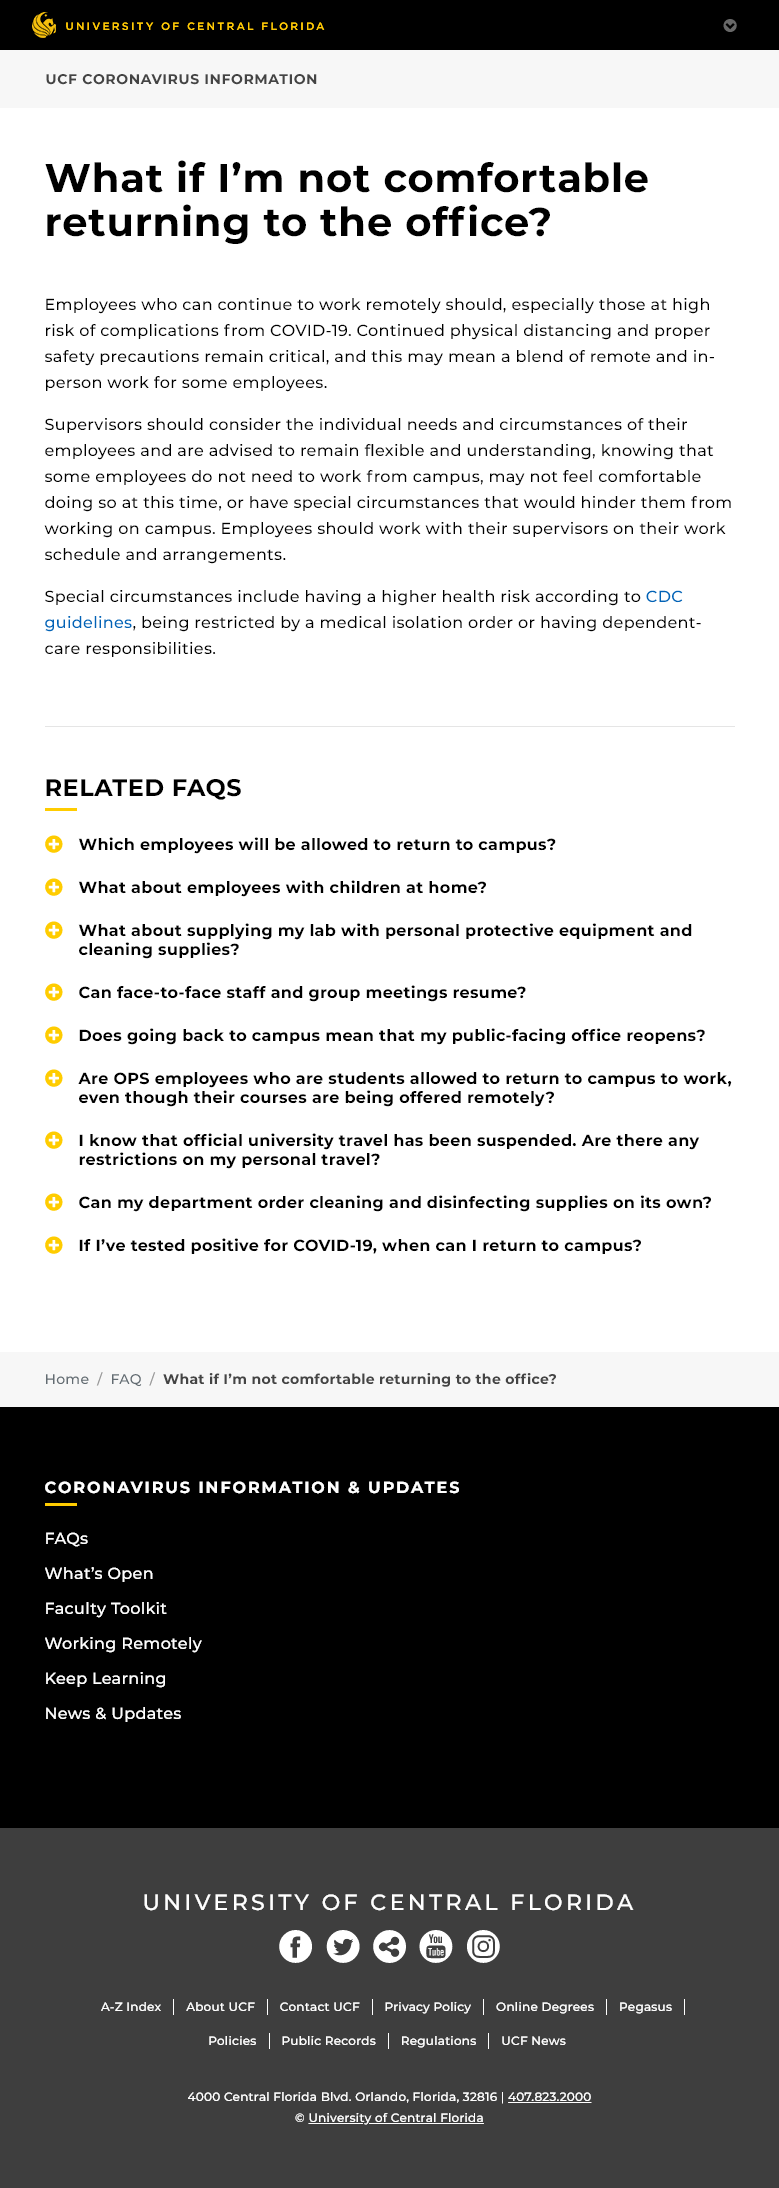 UNIVERSITY OF CENTRAL FLORIDA
UCF CORONAVIRUS INFORMATION
What if I’m not comfortable
returning to the office?
Employees who can continue to work remotely should, especially those at high
risk of complications from COVID-19. Continued physical distancing and proper
safety precautions remain critical, and this may mean a blend of remote and in-
person work for some employees.
Supervisors should consider the individual needs and circumstances of their
employees and are advised to remain flexible and understanding, knowing that
some employees do not need to work from campus, may not feel comfortable
doing so at this time, or have special circumstances that would hinder them from
working on campus. Employees should work with their supervisors on their work
schedule and arrangements.
Special circumstances include having a higher health risk according to CDC
guidelines, being restricted by a medical isolation order or having dependent-
care responsibilities.
RELATED FAQS
Which employees will be allowed to return to campus?
What about employees with children at home?
What about supplying my lab with personal protective equipment and
cleaning supplies?
Can face-to-face staff and group meetings resume?
Does going back to campus mean that my public-facing office reopens?
Are OPS employees who are students allowed to return to campus to work,
even though their courses are being offered remotely?
I know that official university travel has been suspended. Are there any
restrictions on my personal travel?
Can my department order cleaning and disinfecting supplies on its own?
If I’ve tested positive for COVID-19, when can I return to campus?
Home / FAQ / What if I’m not comfortable returning to the office?
CORONAVIRUS INFORMATION & UPDATES
FAQs
What’s Open
Faculty Toolkit
Working Remotely
Keep Learning
News & Updates
UNIVERSITY OF CENTRAL FLORIDA
You
Tube
A-Z Index | About UCF | Contact UCF | Privacy Policy | Online Degrees | Pegasus |
Policies | Public Records | Regulations | UCF News
4000 Central Florida Blvd. Orlando, Florida, 32816 | 407.823.2000
© University of Central Florida